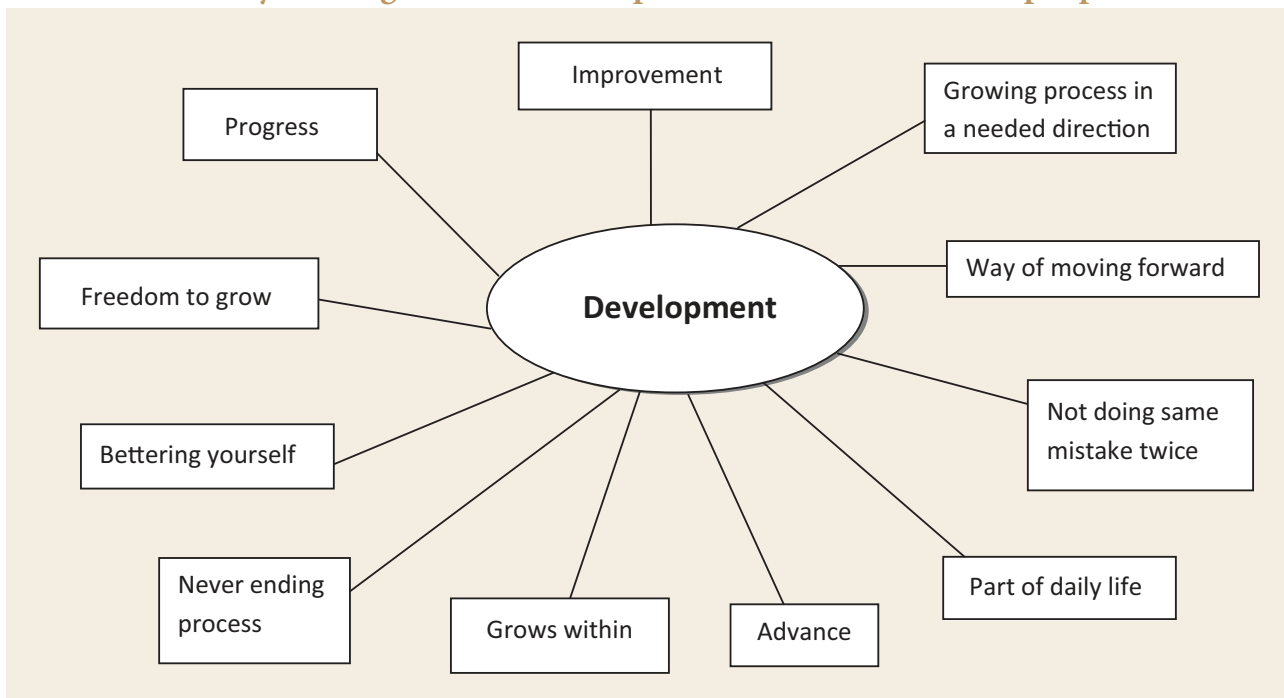 Improvement
Growing process in
a needed direction
Progress
Way of moving forward
Freedom to grow
Development
Not doing same
mistake twice
Bettering yourself
Never ending
process
Part of daily life
Grows within
Advance